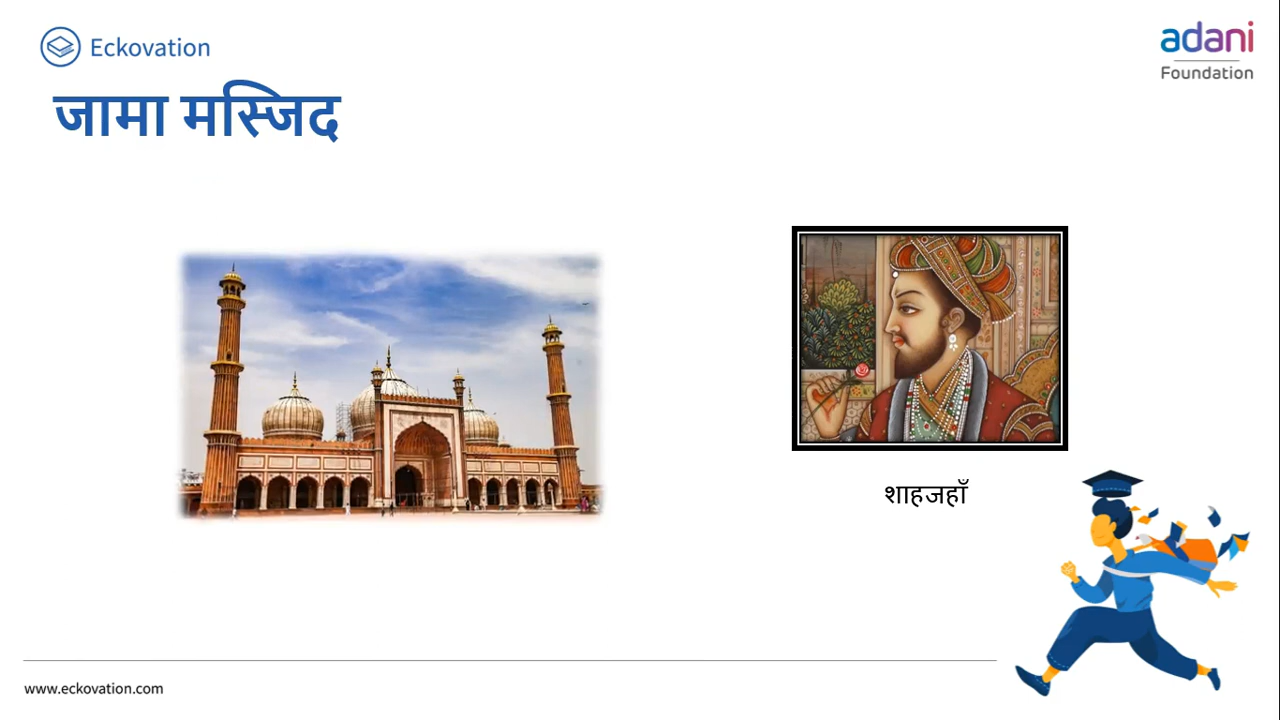 Eckovation
adani
Foundation
जामा मस्जिद
शाहजहाँ
www.eckovation.com